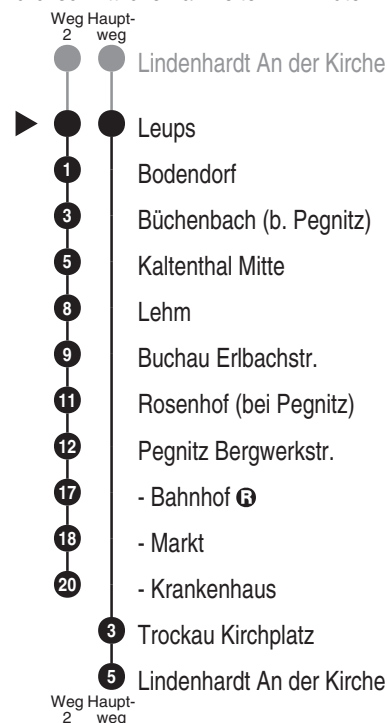 Weg Haupt-
2 weg
Lindenhardt An der Kirche
Leups
1 Bodendorf
3 Büchenbach (b. Pegnitz)
5 Kaltenthal Mitte
8 Lehm
9 Buchau Erlbachstr.
11 Rosenhof (bei Pegnitz)
12 Pegnitz Bergwerkstr.
17 - Bahnhof R
18 - Markt
20 - Krankenhaus
3 Trockau Kirchplatz
5 Lindenhardt An der Kirche
Weg Haupt-
2 weg